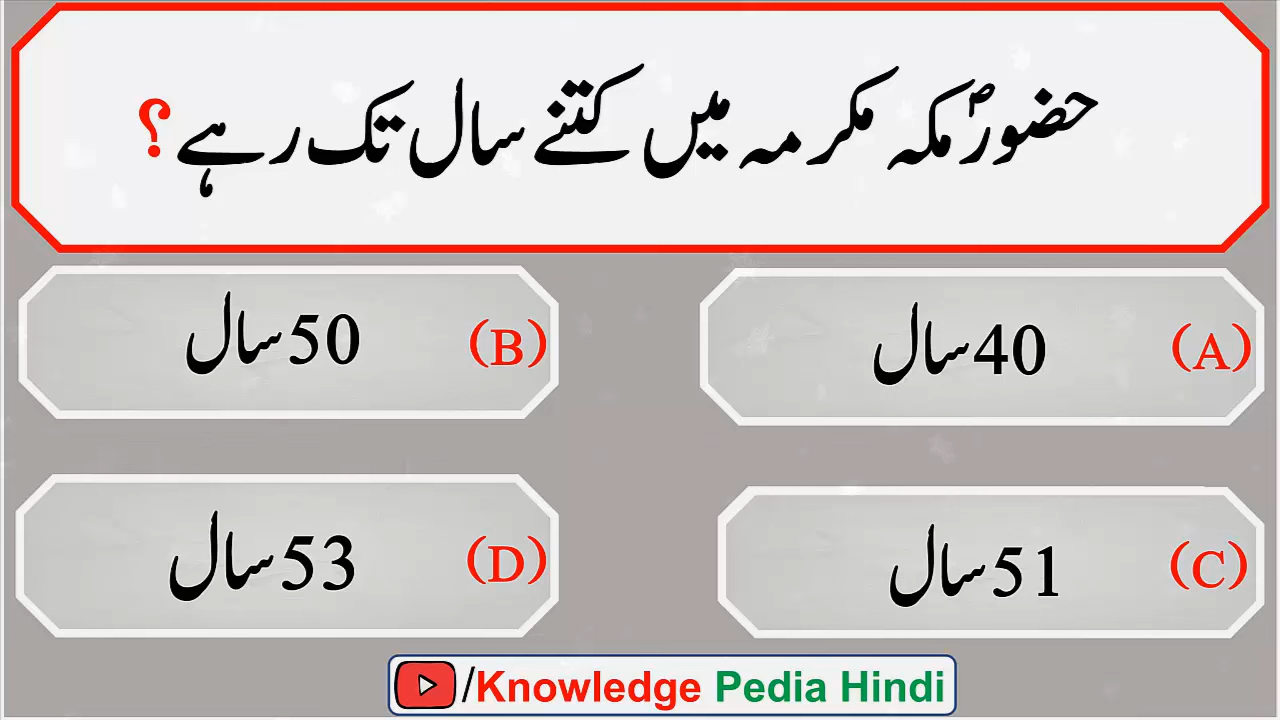 حضورؐ مکہ مکرمہ میں کتنے سال تک رہے؟
(A) 40سال
(B) 50سال
(C) 51سال
(D) 53سال
/Knowledge Pedia Hindi